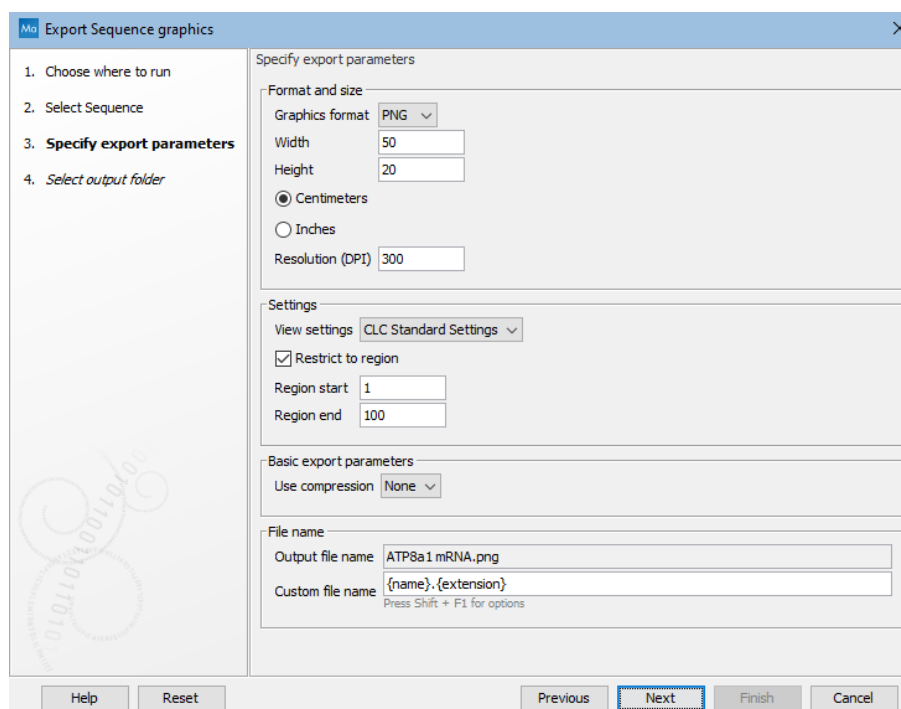 Ma Export Sequence graphics
1. Choose where to run
2. Select Sequence
3. Specify export parameters
4. Select output folder
Specify export parameters
Format and size
Graphics format PNG
Width 50
Height 20
Centimeters
Inches
Resolution (DPI) 300
Settings
View settings CLC Standard Settings
Restrict to region
Region start 1
Region end 100
Basic export parameters
Use compression None
File name
Output file name ATP8a1 mRNA.png
Custom file name {name}.{extension}
Press Shift + F1 for options
Help Reset Previous Next Finish Cancel